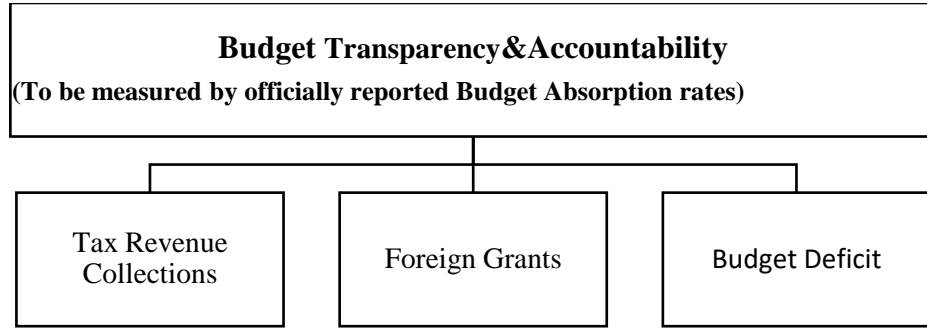 Budget Transparency&Accountability
(To be measured by officially reported Budget Absorption rates)
Tax Revenue
Collections
Foreign Grants
Budget Deficit